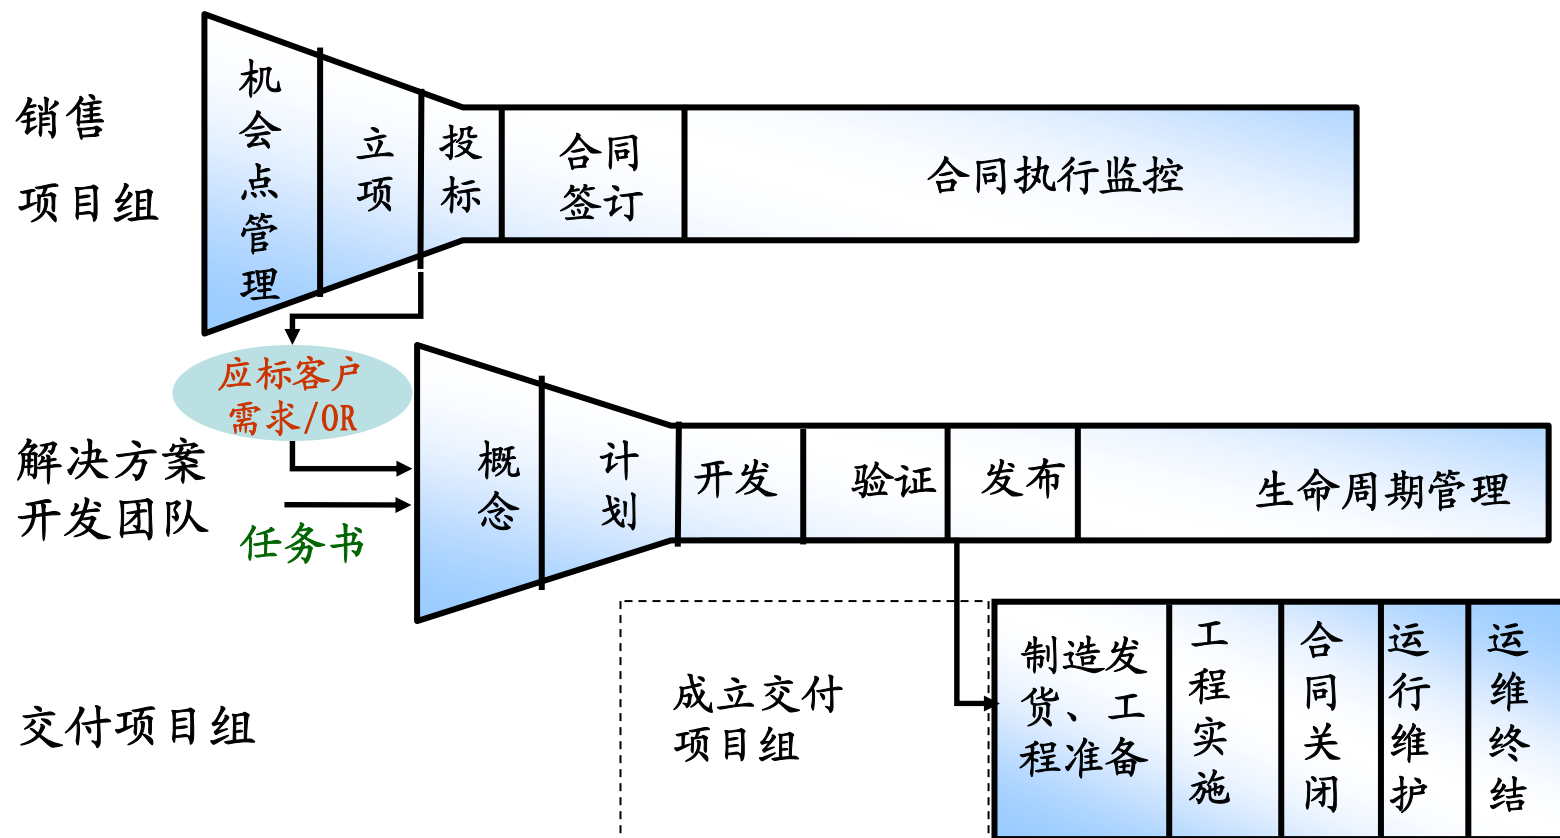 销售
项目组
机会点管理
立项
投标
合同
签订
合同执行监控
应标客户
需求/OR
解决方案
开发团队
任务书
概念
计划
开发
验证
发布
生命周期管理
交付项目组
成立交付
项目组
制造发
货、工
程准备
工程实施
合同关闭
运行维护
运维终结